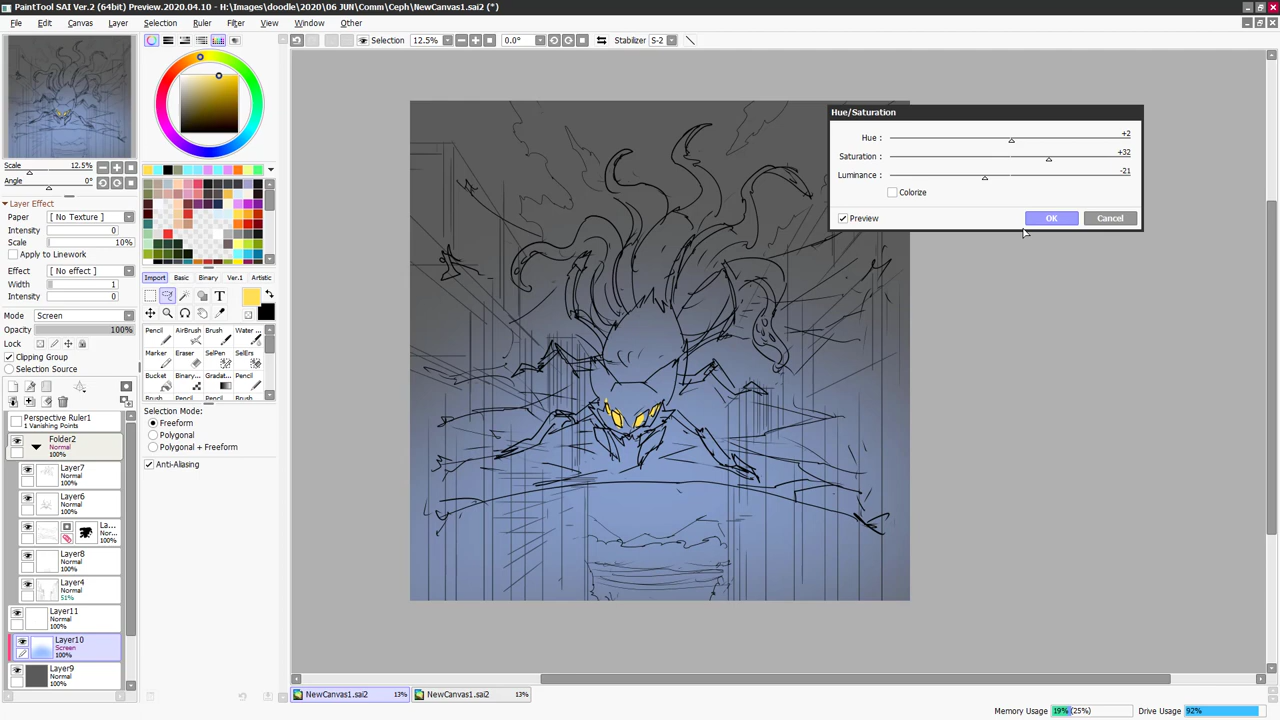 PaintTool SAI Ver.2 (64bit) Preview.2020.04.10 - H:\Images\doodle\2020\06 JUN\Comm\Ceph\NewCanvas1.sai2 (*)
File Edit Canvas Layer Selection Ruler Filter View Window Other
Selection 12.5% 0.0° Stabilizer S-2
Scale 12.5%
Angle 0°
Layer Effect
Paper [ No Texture ]
Intensity 0
Scale 10%
Apply to Linework
Effect [ No effect ]
Width 1
Intensity 0
Mode Screen
Opacity 100%
Lock
Clipping Group
Selection Source
Perspective Ruler1
1 Vanishing Points
Folder2
Normal
100%
Layer7
Normal
100%
Layer6
Normal
100%
La...
Nor...
100%
Layer8
Normal
100%
Layer4
Normal
51%
Layer11
Normal
100%
Layer10
Screen
100%
Layer9
Normal
100%
Import Basic Binary Ver.1 Artistic
T
Pencil AirBrush Brush Water ...
Marker Eraser SelPen SelErs
Bucket Binary... Gradat... Pencil
Brush Pencil Pencil Brush
Selection Mode:
Freeform
Polygonal
Polygonal + Freeform
Anti-Aliasing
Hue/Saturation
Hue : +2
Saturation : +32
Luminance : -21
Colorize
Preview OK Cancel
NewCanvas1.sai2 13% NewCanvas1.sai2 13%
Memory Usage 19% (25%) Drive Usage 92%